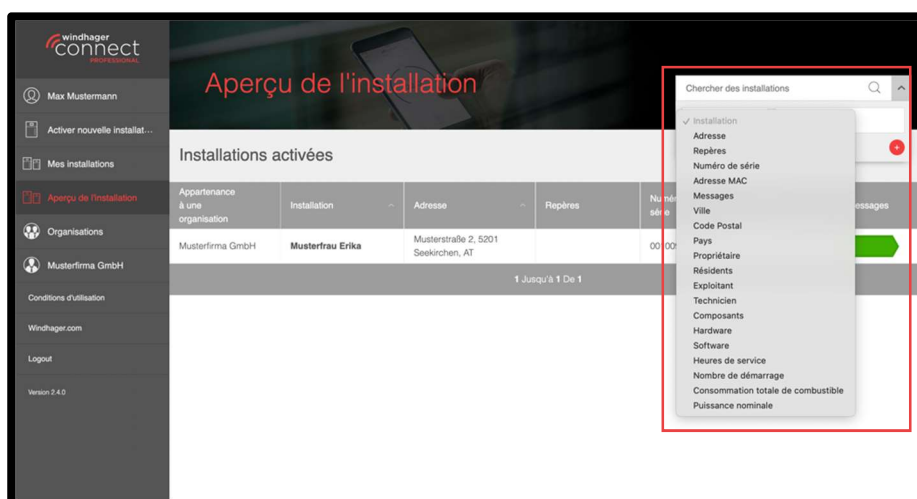 windhager
connect
PROFESSIONAL
Max Mustermann
Activer nouvelle installat...
Mes installations
Aperçu de l'installation
Organisations
Musterfirma GmbH
Conditions d'utilisation
Windhager.com
Logout
Version 2.4.0
Aperçu de l'installation
Chercher des installations
Installations activées
Appartenance
à une
organisation
Installation
Adresse
Repères
Musterfirma GmbH
Musterfrau Erika
Musterstraße 2, 5201
Seekirchen, AT
1 Jusqu'à 1 De 1
✓ Installation
Adresse
Repères
Numéro de série
Adresse MAC
Messages
Ville
Code Postal
Pays
Propriétaire
Résidents
Exploitant
Technicien
Composants
Hardware
Software
Heures de service
Nombre de démarrage
Consommation totale de combustible
Puissance nominale